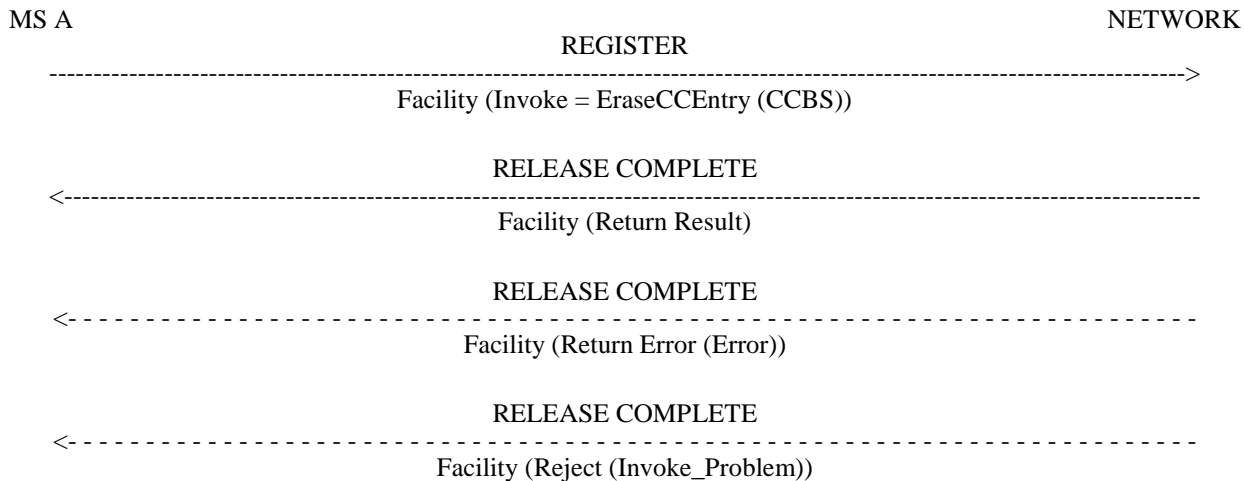 MS A NETWORK
REGISTER
Facility (Invoke = EraseCCEntry (CCBS))
RELEASE COMPLETE
Facility (Return Result)
RELEASE COMPLETE
Facility (Return Error (Error))
RELEASE COMPLETE
Facility (Reject (Invoke_Problem))